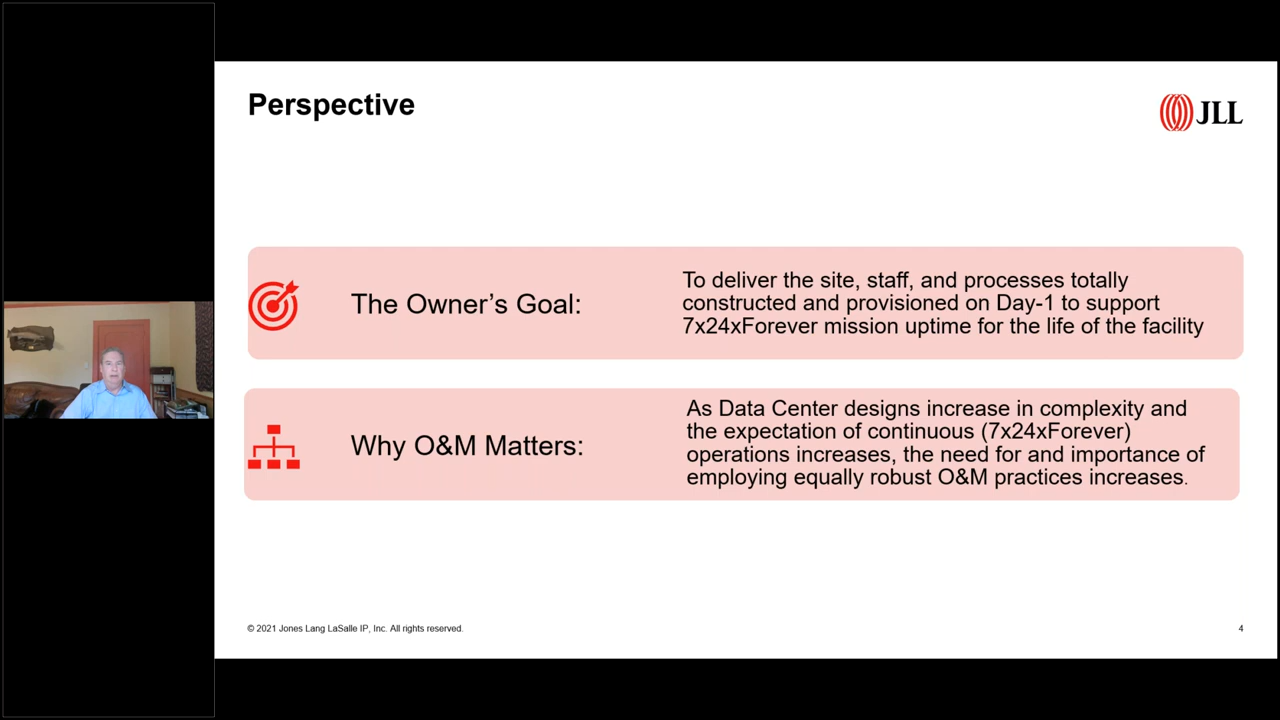 Perspective
JLL
The Owner's Goal:
To deliver the site, staff, and processes totally
constructed and provisioned on Day-1 to support
7x24xForever mission uptime for the life of the facility
Why O&M Matters:
As Data Center designs increase in complexity and
the expectation of continuous (7x24xForever)
operations increases, the need for and importance of
employing equally robust O&M practices increases.
© 2021 Jones Lang LaSalle IP, Inc. All rights reserved.
4